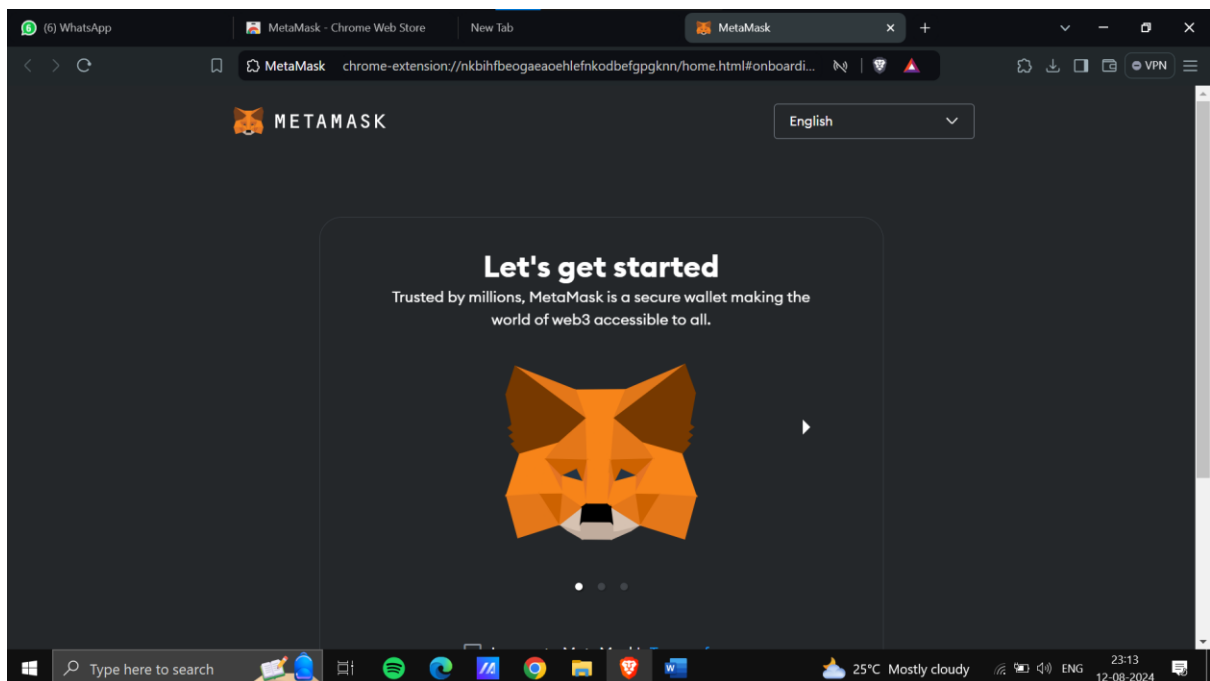 (6) WhatsApp
MetaMask - Chrome Web Store
New Tab
MetaMask
MetaMask chrome-extension://nkbihfbeogaeaoehlefnkodbefgpgknn/home.html#onboardi...
VPN
METAMASK
English
Let's get started
Trusted by millions, MetaMask is a secure wallet making the
world of web3 accessible to all.
Type here to search
25°C Mostly cloudy
ENG
23:13
12-08-2024